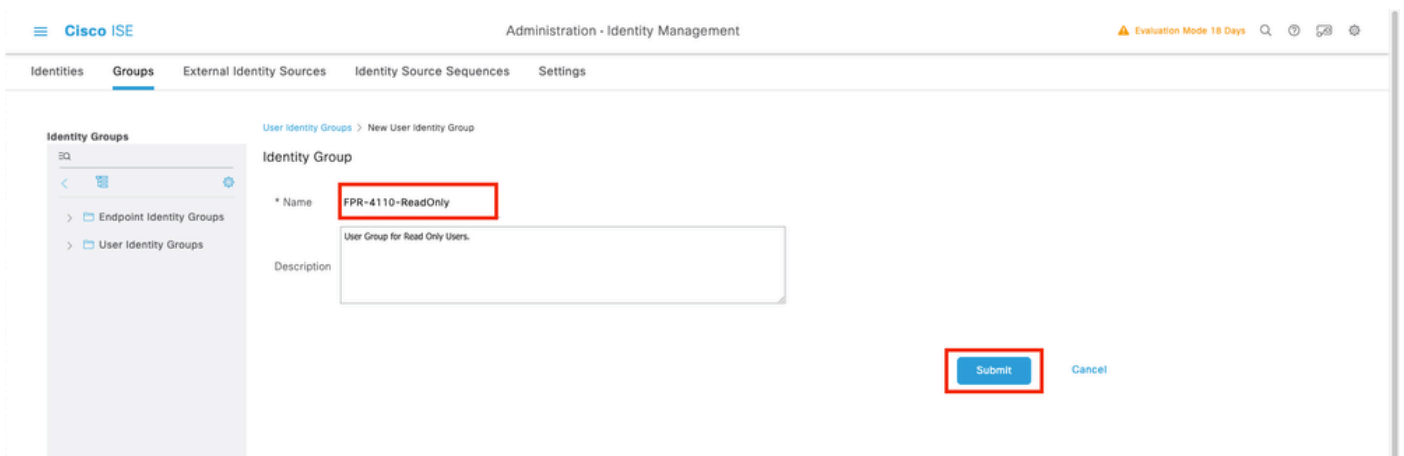 Cisco ISE
Administration · Identity Management
Evaluation Mode 18 Days
Identities Groups External Identity Sources Identity Source Sequences Settings
Identity Groups
Endpoint Identity Groups
User Identity Groups
User Identity Groups > New User Identity Group
Identity Group
* Name FPR-4110-ReadOnly
Description User Group for Read Only Users.
Submit Cancel